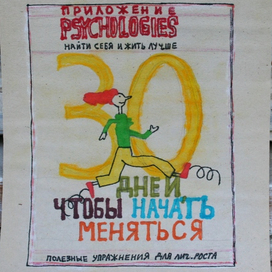 ПРИЛОЖЕНИЕ
PSYCHOLOGIES
НАЙТИ СЕБЯ И ЖИТЬ ЛУЧШЕ
30
ДНЕЙ,
ЧТОБЫ НАЧАТЬ
МЕНЯТЬСЯ
ПОЛЕЗНЫЕ УПРАЖНЕНИЯ ДЛЯ ЛИЧ. РОСТА